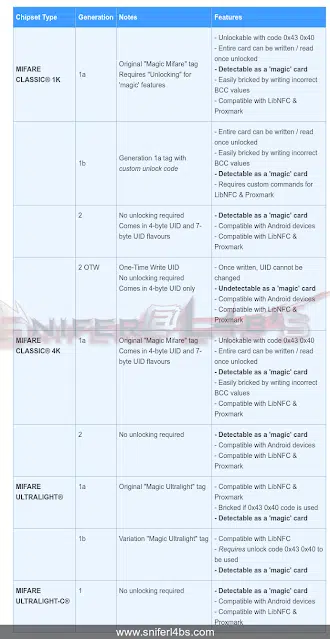 Chipset Type Generation Notes Features
MIFARE CLASSIC® 1K
1a
Original "Magic Mifare" tag
Requires "Unlocking" for
'magic' features
- Unlockable with code 0x43 0x40
- Entire card can be written / read
once unlocked
- Detectable as a 'magic' card
- Easily bricked by writing incorrect
BCC values
- Compatible with LibNFC &
Proxmark
1b
Generation 1a tag with
custom unlock code
- Entire card can be written / read
once unlocked
- Easily bricked by writing incorrect
BCC values
- Detectable as a 'magic' card
- Requires custom commands for
LibNFC & Proxmark
2
No unlocking required
Comes in 4-byte UID and 7-
byte UID flavours
- Detectable as a 'magic' card
- Compatible with Android devices
- Compatible with LibNFC &
Proxmark
2 OTW
One-Time Write UID
No unlocking required
Comes in 4-byte UID only
- Once written, UID cannot be
changed
- Undetectable as a 'magic' card
- Compatible with Android devices
- Compatible with LibNFC &
Proxmark
SNIFER@L4B'S
MIFARE
CLASSIC® 4K
1a
Original "Magic Mifare" tag
Comes in 4-byte UID and 7-
byte UID flavours
- Unlockable with code 0x43 0x40
- Entire card can be written / read
once unlocked
- Detectable as a 'magic' card
- Easily bricked by writing incorrect
BCC values
- Compatible with LibNFC &
Proxmark
2
No unlocking required
- Detectable as a 'magic' card
- Compatible with Android devices
- Compatible with LibNFC &
Proxmark
MIFARE
ULTRALIGHT®
1a
Original "Magic Ultralight" tag
- Compatible with LibNFC &
Proxmark
- Bricked if 0x43 0x40 code is used
- Detectable as a 'magic' card
1b
Variation "Magic Ultralight" tag
- Compatible with LibNFC
- Requires unlock code 0x43 0x40 to
be used
- Detectable as a 'magic' card
MIFARE
ULTRALIGHT-C®
1
No unlocking required
- Detectable as a 'magic' card
- Compatible with Android devices
- Compatible with LibNFC &
Proxmark
www.sniferl4bs.com